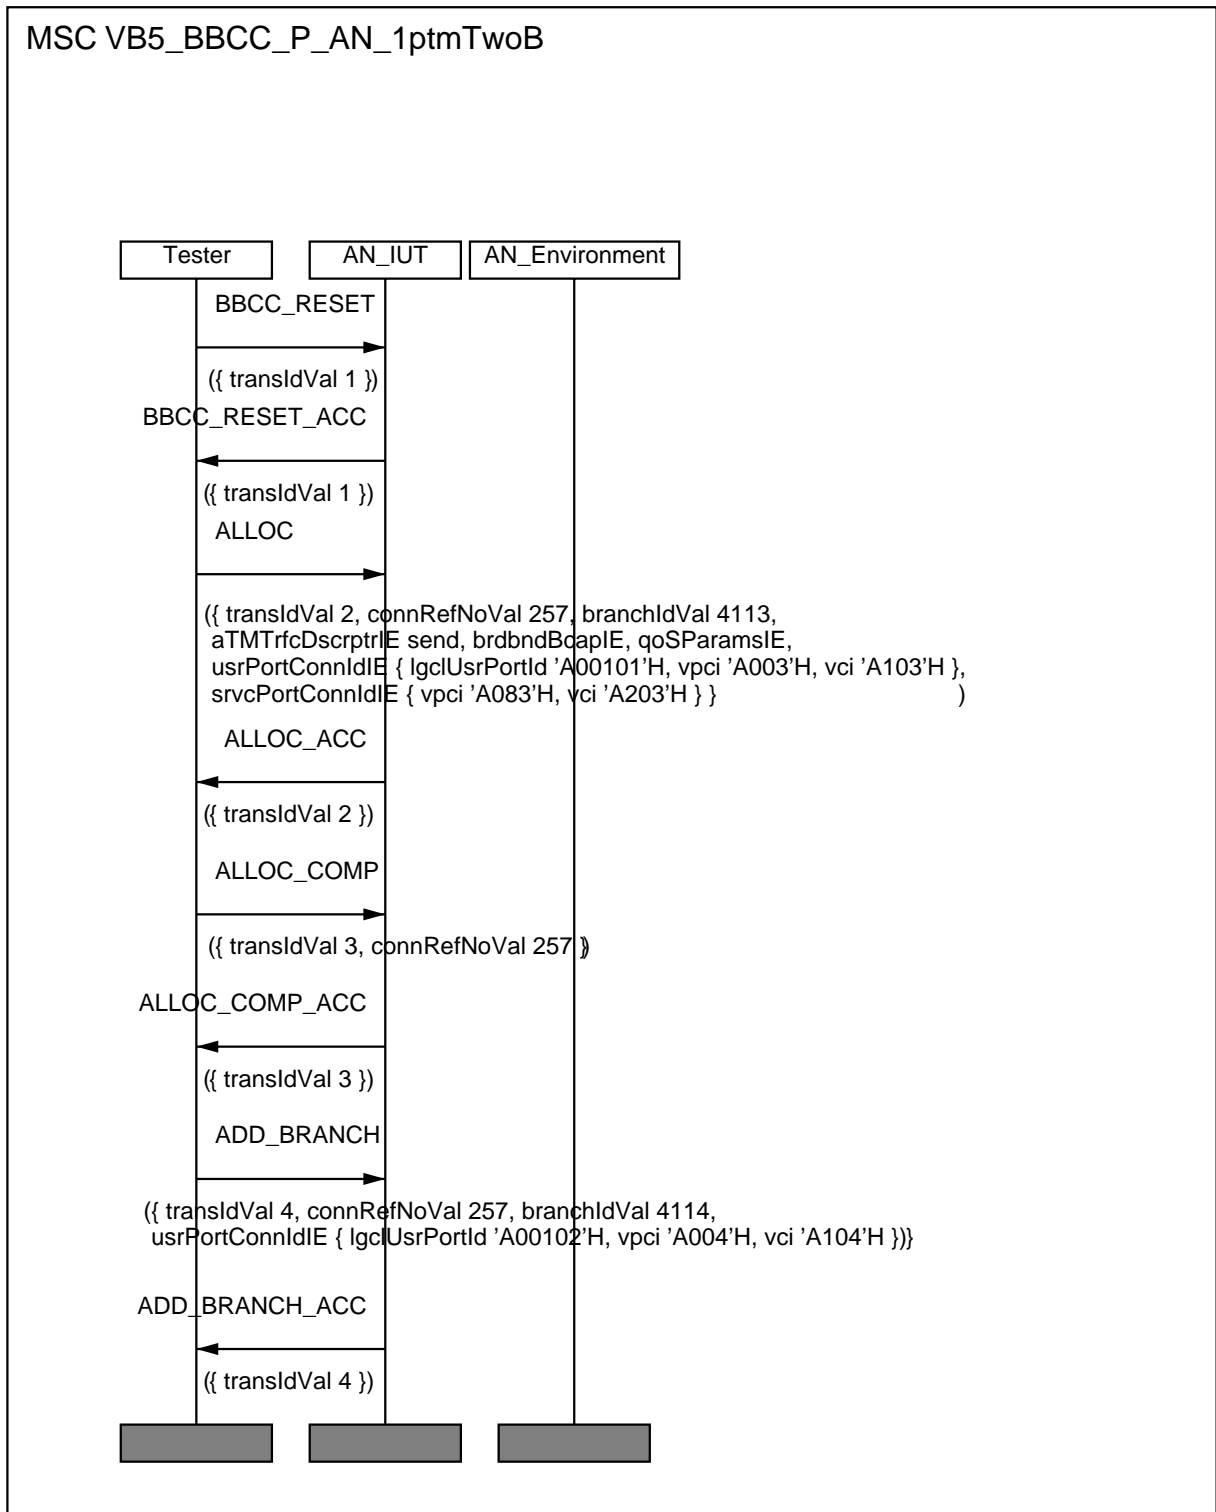 MSC VB5_BBCC_P_AN_1ptmTwoB
Tester AN_IUT AN_Environment
BBCC_RESET
({ transIdVal 1 })
BBCC_RESET_ACC
({ transIdVal 1 })
ALLOC
({ transIdVal 2, connRefNoVal 257, branchIdVal 4113,
aTMTrfcDscrptrIE send, brdbndBcapIE, qoSParamsIE,
usrPortConnIdIE { lgclUsrPortId ’A00101’H, vpci ’A003’H, vci ’A103’H },
srvcPortConnIdIE { vpci ’A083’H, vci ’A203’H } } )
ALLOC_ACC
({ transIdVal 2 })
ALLOC_COMP
({ transIdVal 3, connRefNoVal 257 })
ALLOC_COMP_ACC
({ transIdVal 3 })
ADD_BRANCH
({ transIdVal 4, connRefNoVal 257, branchIdVal 4114,
usrPortConnIdIE { lgclUsrPortId ’A00102’H, vpci ’A004’H, vci ’A104’H })}
ADD_BRANCH_ACC
({ transIdVal 4 })